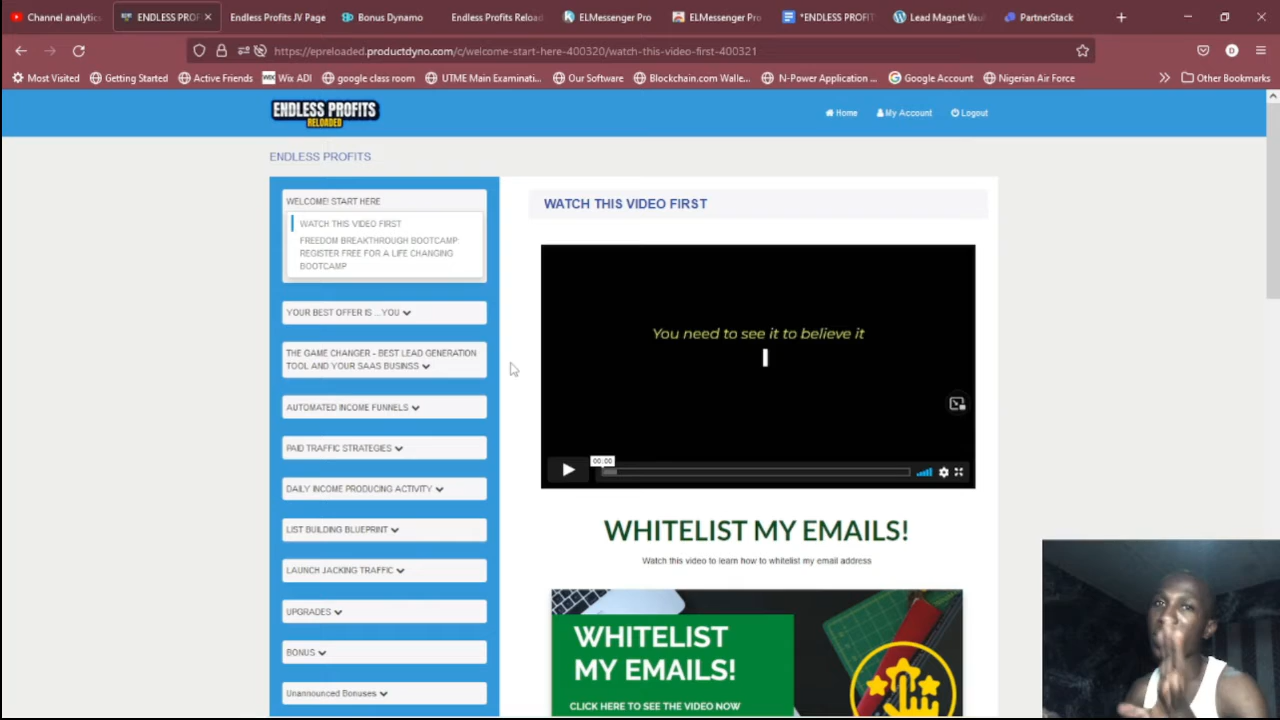 Channel analytic
ENDLESS PROF
Endless Profits JV Page
Bonus Dynamo
Endless Profits Reload
ELMessenger Pro
ELMessenger Pro
*ENDLESS PROFIT
Lead Magnet Vau
PartnerStack
https://epreloaded.productdyno.com/c/welcome-start-here-400320/watch-this-video-first-400321
Most Visited
Getting Started
Active Friends
WIX
Wix ADI
google class room
UTME Main Examinati...
Our Software
Blockchain.com Walle...
N-Power Application ...
Google Account
Nigerian Air Force
Other Bookmarks
ENDLESS PROFITS
RELOADED
Home
My Account
Logout
ENDLESS PROFITS
WELCOME! START HERE
WATCH THIS VIDEO FIRST
FREEDOM BREAKTHROUGH BOOTCAMP
REGISTER FREE FOR A LIFE CHANGING
BOOTCAMP
YOUR BEST OFFER IS ...YOU
THE GAME CHANGER - BEST LEAD GENERATION
TOOL AND YOUR SAAS BUSINSS
AUTOMATED INCOME FUNNELS
PAID TRAFFIC STRATEGIES
DAILY INCOME PRODUCING ACTIVITY
LIST BUILDING BLUEPRINT
LAUNCH JACKING TRAFFIC
UPGRADES
BONUS
Unannounced Bonuses
WATCH THIS VIDEO FIRST
You need to see it to believe it
00:00
WHITELIST MY EMAILS!
Watch this video to learn how to whitelist my email address
WHITELIST
MY EMAILS!
CLICK HERE TO SEE THE VIDEO NOW